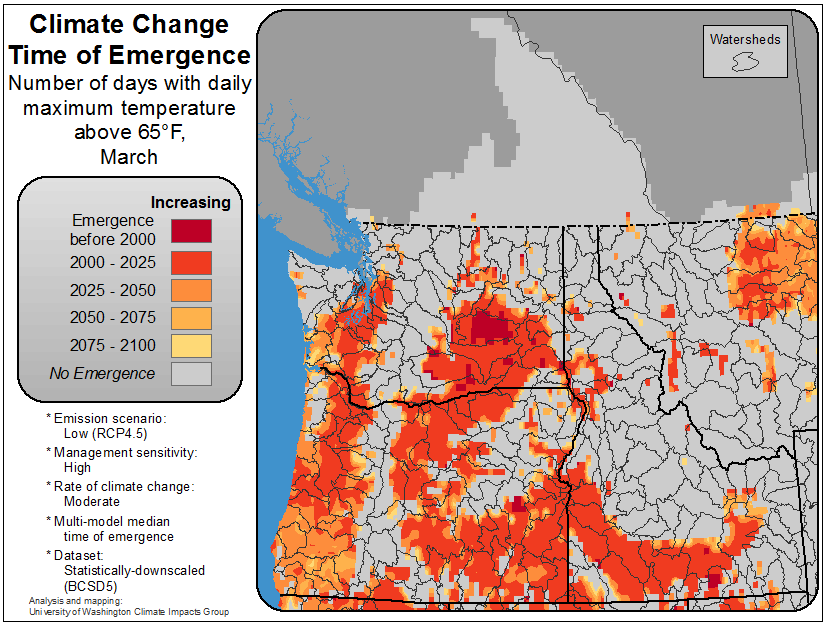 Climate Change
Time of Emergence
Number of days with daily
maximum temperature
above 65°F,
March
Watersheds
Increasing
Emergence
before 2000
2000 - 2025
2025 - 2050
2050 - 2075
2075 - 2100
No Emergence
* Emission scenario:
Low (RCP4.5)
* Management sensitivity:
High
* Rate of climate change:
Moderate
* Multi-model median
time of emergence
* Dataset:
Statistically-downscaled
(BCSD5)
Analysis and mapping:
University of Washington Climate Impacts Group